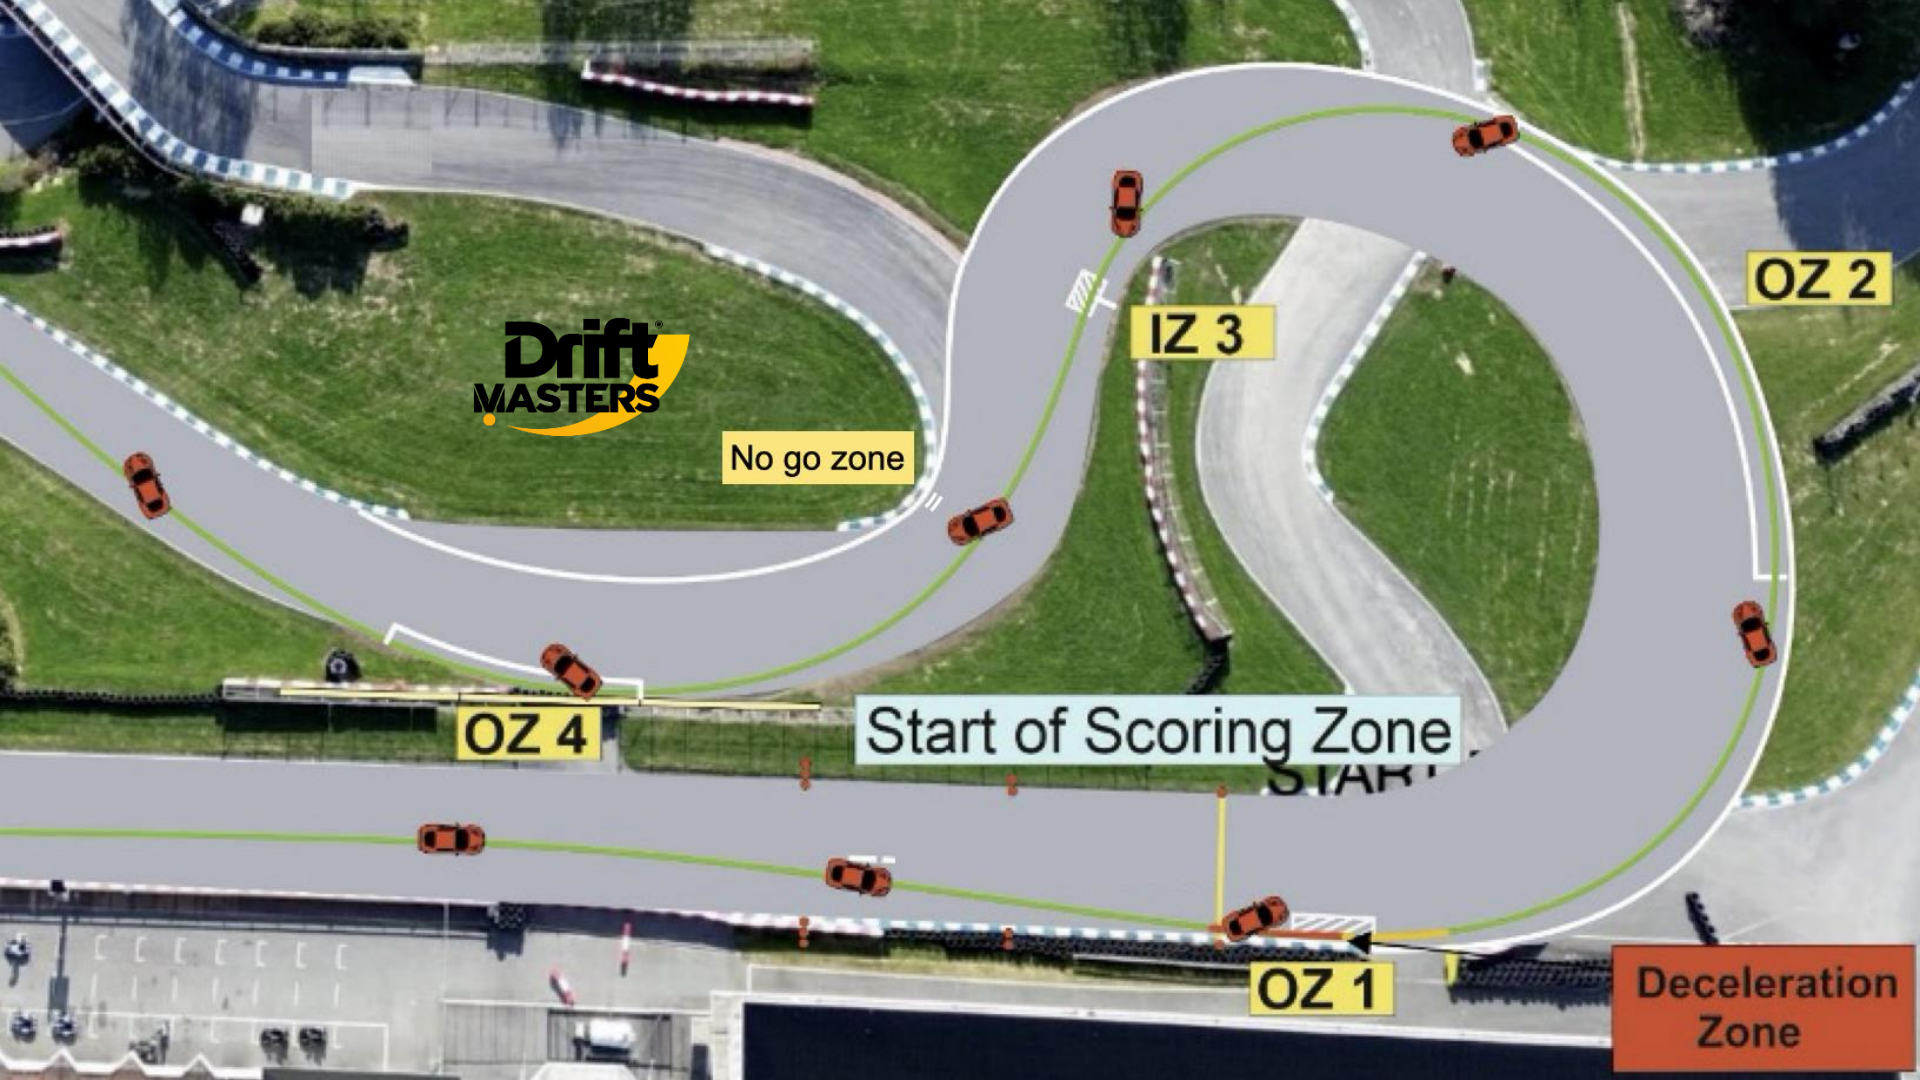 OZ 2
IZ 3
Drift®
MASTERS
No go zone
OZ 4
Start of Scoring Zone
START
OZ 1
Deceleration
Zone